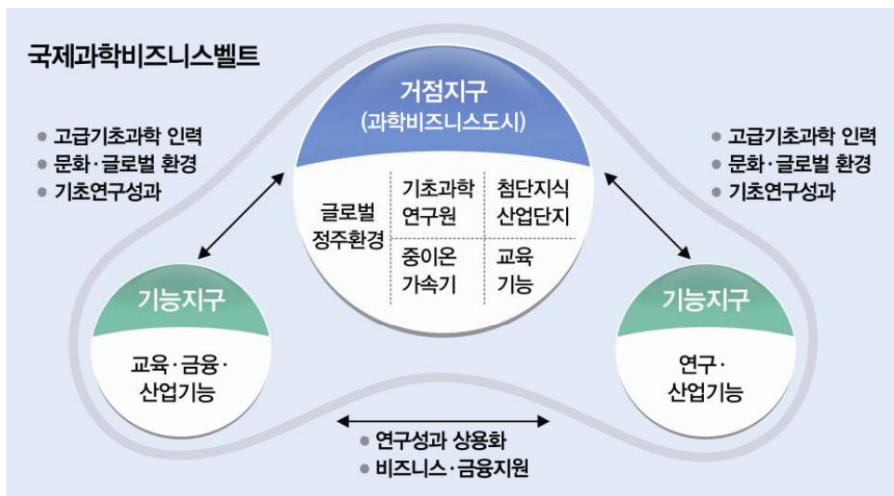 국제과학비즈니스벨트
거점지구
(과학비즈니스도시)
● 고급기초과학 인력
● 문화·글로벌 환경
● 기초연구성과
● 고급기초과학 인력
● 문화·글로벌 환경
● 기초연구성과
글로벌
정주환경
기초과학
연구원
첨단지식
산업단지
중이온
가속기
교육
기능
기능지구
교육·금융·
산업기능
기능지구
연구·
산업기능
● 연구성과 상용화
● 비즈니스·금융지원